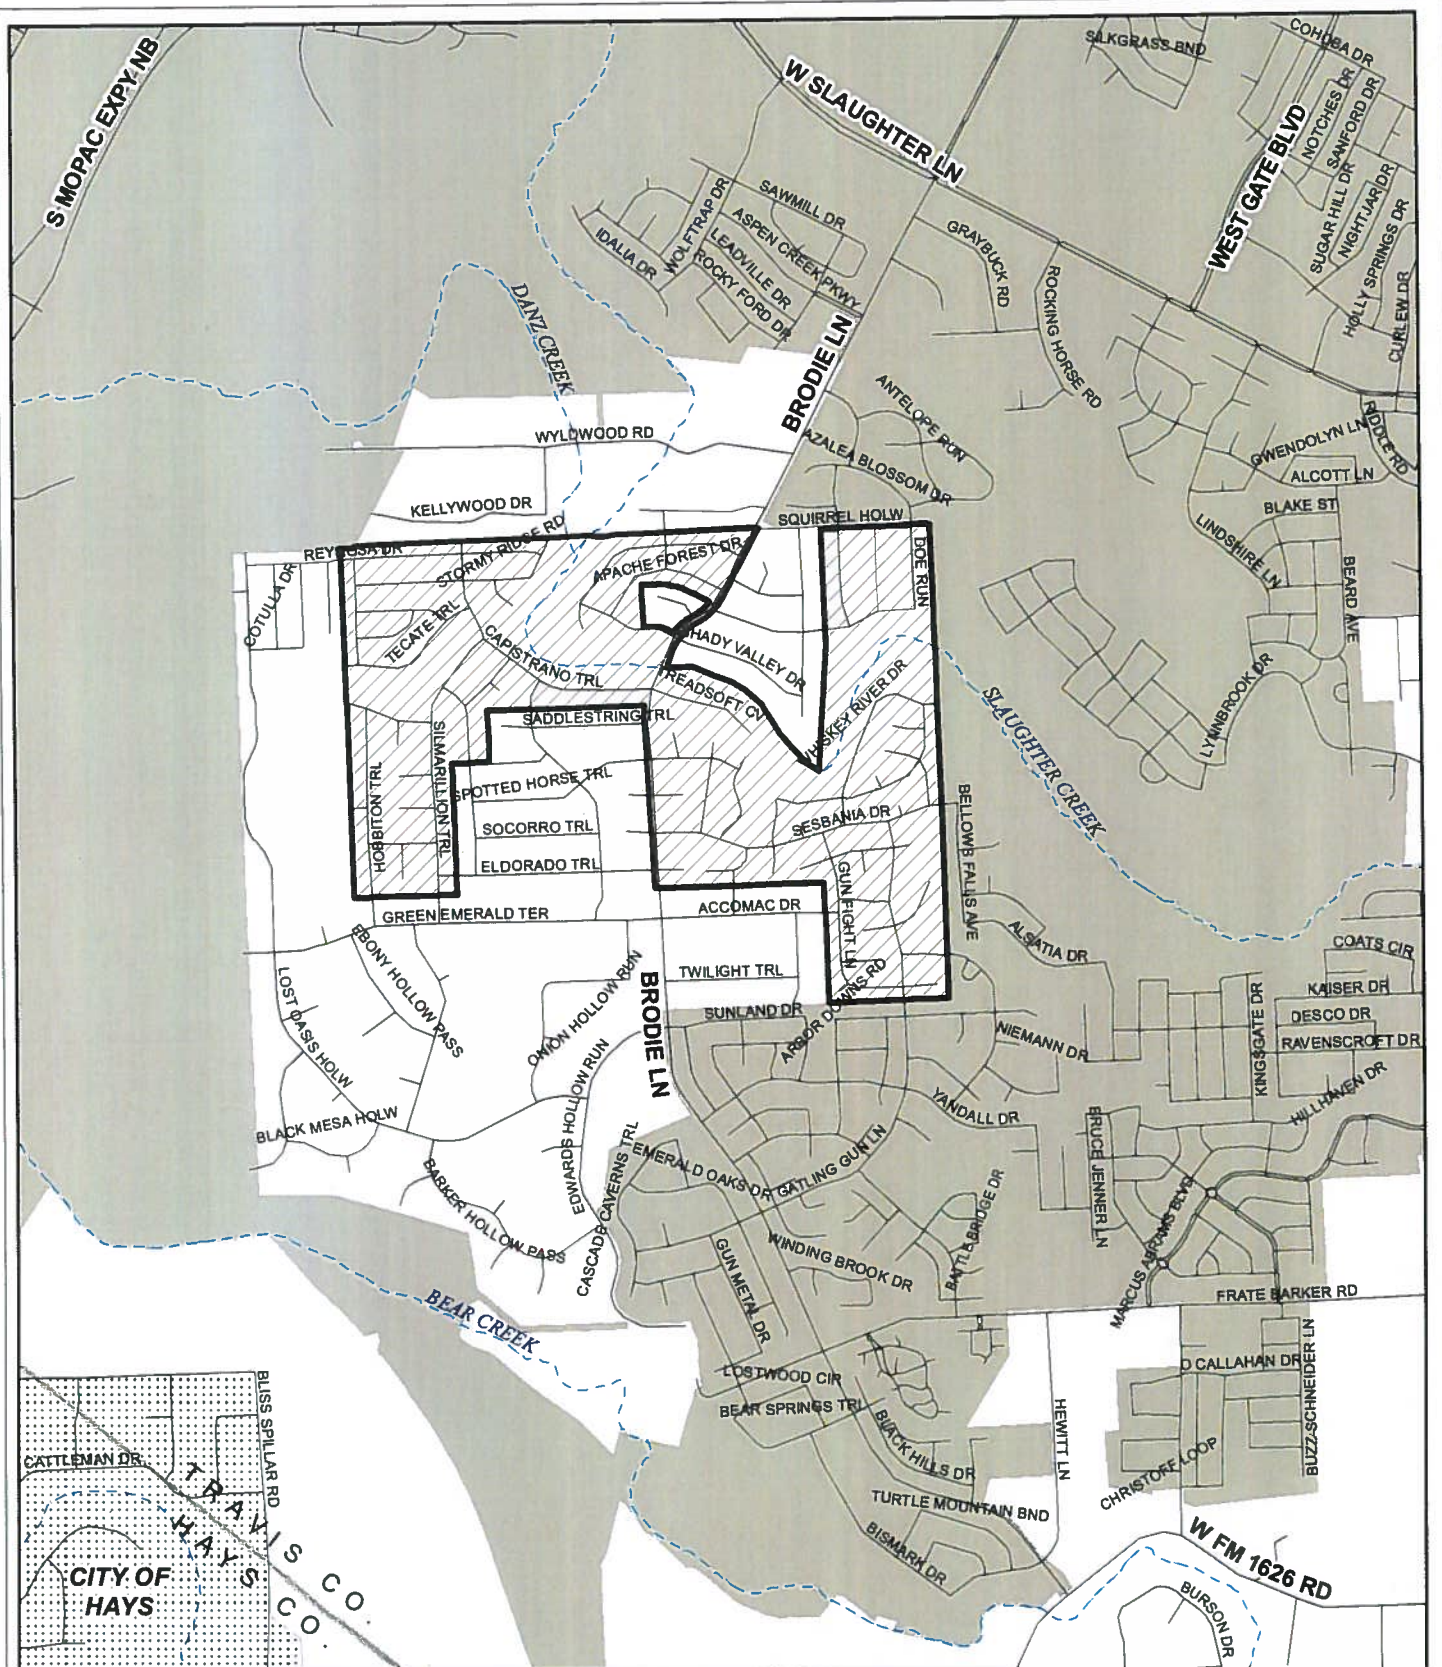 S MOPAC EXPY NB
W SLAUGHTER LN
SILKGRASS BND
COHOBA DR
NOTCHES DR
SANFORD DR
WEST GATE BLVD
SUGAR HILL DR
NIGHTJAR DR
HOLLY SPRINGS DR
CURLEW DR
IDALIA DR
WOLFTRAP DR
SAWMILL DR
ASPEN CREEK PKWY
LEADVILLE DR
ROCKY FORD DR
GRAYBUCK RD
ROCKING HORSE RD
DANZ CREEK
BRODIE LN
ANTELOPE RUN
AZALEA BLOSSOM DR
WYLDWOOD RD
KELLYWOOD DR
GWENDOLYN LN
RIDDLE RD
ALCOTT LN
BLAKE ST
LINDSHIRE LN
BEARD AVE
SQUIRREL HOLW
DOE RUN
REYNOSA DR
STORMY RIDGE RD
APACHE FOREST DR
COTULLA DR
TECATE TRL
CAPISTRANO TRL
SHADY VALLEY DR
TREADSOFT CV
WHISKEY RIVER DR
LYNNBROOK DR
SLAUGHTER CREEK
SADDLESTRING TRL
SILMARILLION TRL
HOBBITON TRL
SPOTTED HORSE TRL
SOCORRO TRL
ELDORADO TRL
SESBANIA DR
GUN FIGHT LN
BELLOWS FALLS AVE
GREEN EMERALD TER
ACCOMAC DR
ALSATIA DR
COATS CIR
EBONY HOLLOW PASS
LOST OASIS HOLW
ONION HOLLOW RUN
BRODIE LN
TWILIGHT TRL
SUNLAND DR
ARBOR DOWNS RD
NIEMANN DR
KINGSGATE DR
KAISER DR
DESCO DR
RAVENSCROFT DR
HILLHAVEN DR
BLACK MESA HOLW
EDWARDS HOLLOW RUN
BARKER HOLLOW PASS
CASCADE CAVERNS TRL
EMERALD OAKS DR
GATLING GUN LN
YANDALL DR
BRUCE JENNER LN
BATTLE BRIDGE DR
MARCUS ABRAMS BLVD
GUN METAL DR
WINDING BROOK DR
FRATE BARKER RD
BEAR CREEK
LOSTWOOD CIR
BEAR SPRINGS TRL
D CALLAHAN DR
BUZZ SCHNEIDER LN
BLACK HILLS DR
HEWITT LN
CHRISTOFF LOOP
TURTLE MOUNTAIN BND
BISMARK DR
W FM 1626 RD
BURSON DR
BLISS SPILLAR RD
CATTLEMAN DR
TRAVIS CO.
HAYS CO.
CITY OF
HAYS